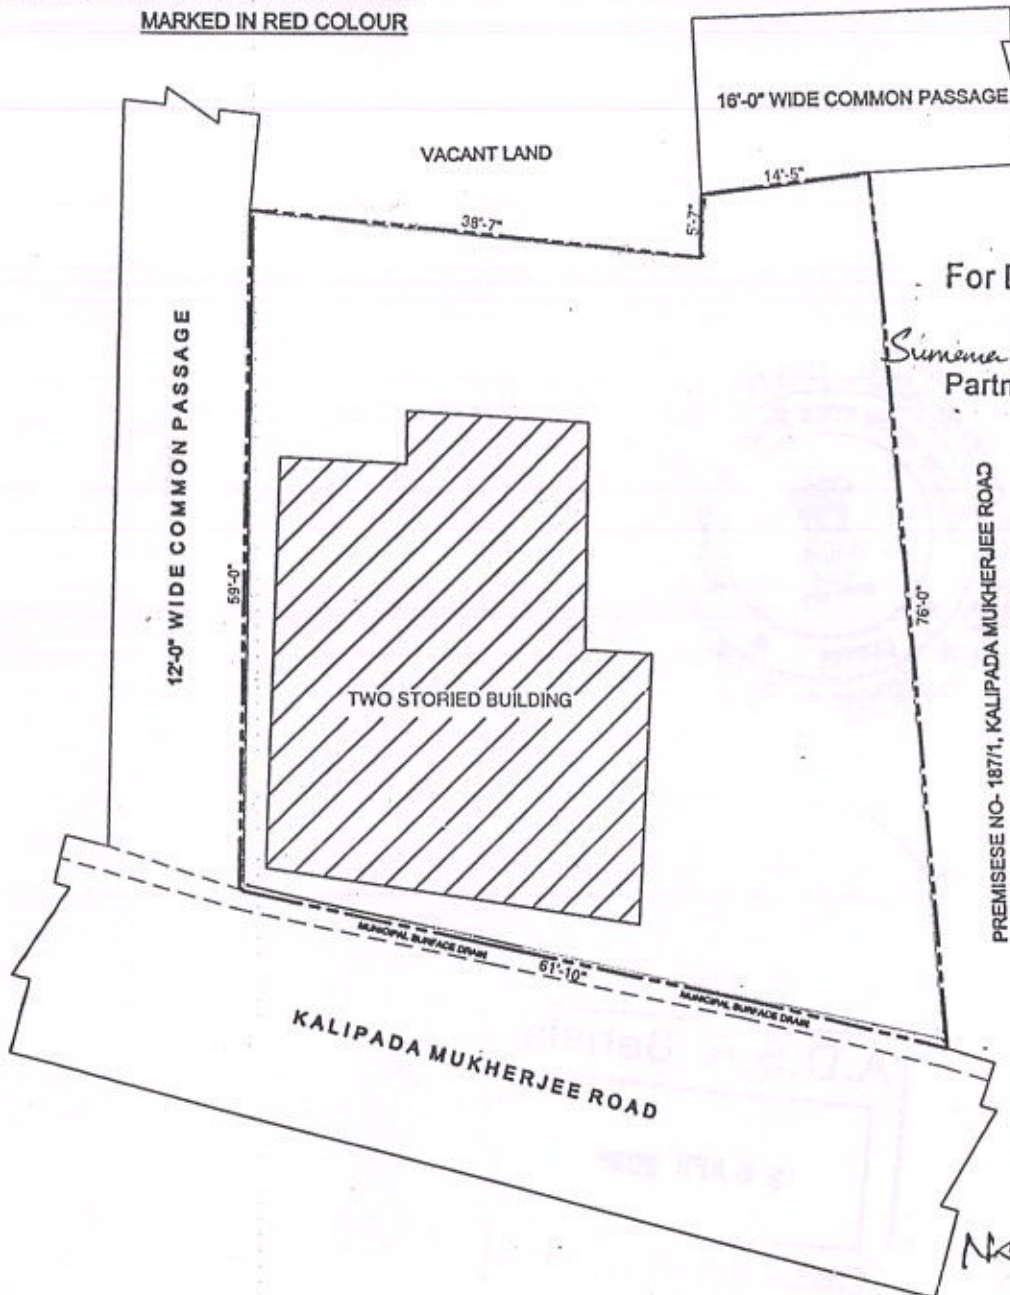 MARKED IN RED COLOUR
16'-0" WIDE COMMON PASSAGE
VACANT LAND
14'-5"
5'-7"
38'-7"
For
Partn
12'-0" WIDE COMMON PASSAGE
59'-0"
76'-0"
PREMISESE NO- 187/1, KALIPADA MUKHERJEE ROAD
TWO STORIED BUILDING
MUNICIPAL SURFACE DRAIN
61'-10"
MUNICIPAL SURFACE DRAIN
KALIPADA MUKHERJEE ROAD